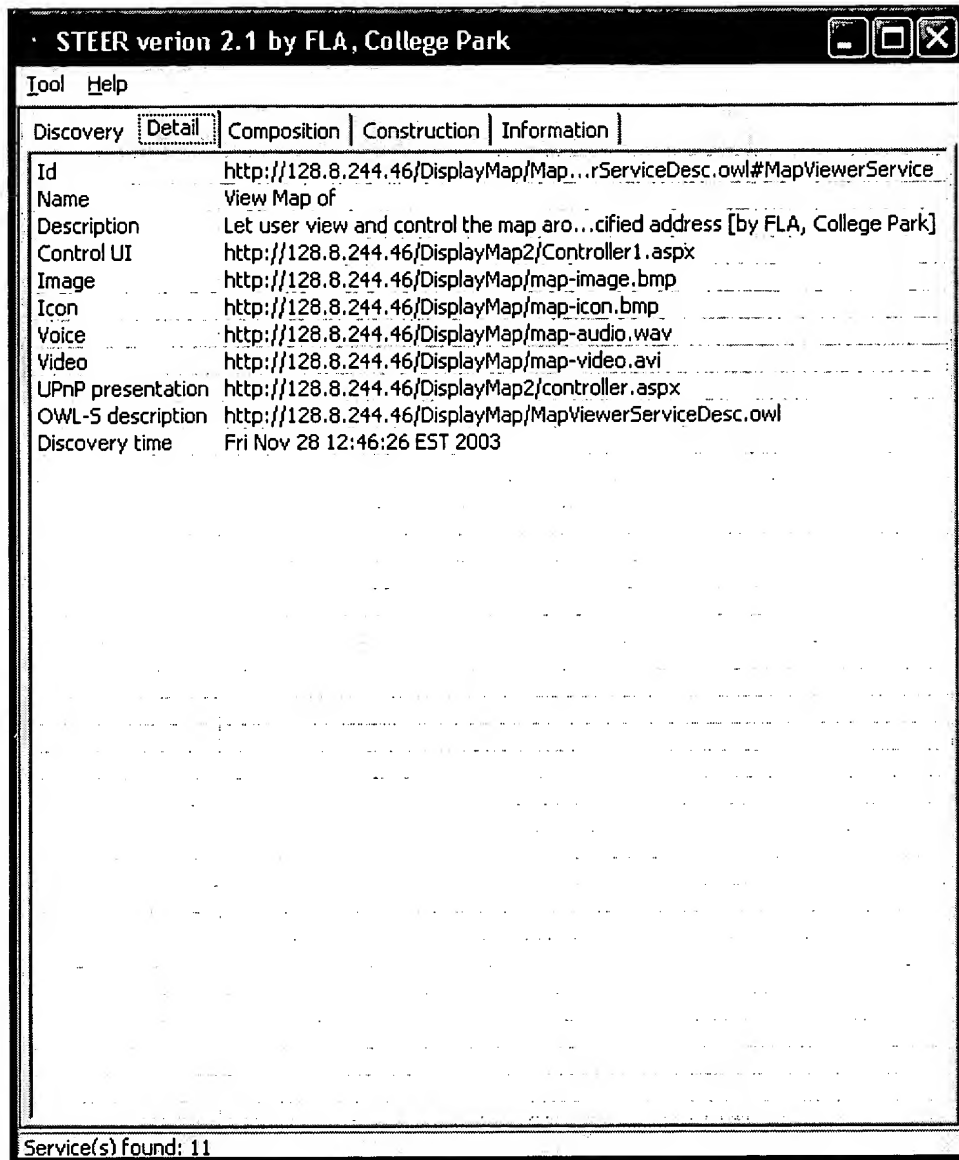 STEER verion 2.1 by FLA, College Park
Tool Help
Discovery Detail Composition Construction Information
Id http://128.8.244.46/DisplayMap/Map...rServiceDesc.owl#MapViewerService
Name View Map of
Description Let user view and control the map aro...cified address [by FLA, College Park]
Control UI http://128.8.244.46/DisplayMap2/Controller1.aspx
Image http://128.8.244.46/DisplayMap/map-image.bmp
Icon http://128.8.244.46/DisplayMap/map-icon.bmp
Voice http://128.8.244.46/DisplayMap/map-audio.wav
Video http://128.8.244.46/DisplayMap/map-video.avi
UPnP presentation http://128.8.244.46/DisplayMap2/controller.aspx
OWL-S description http://128.8.244.46/DisplayMap/MapViewerServiceDesc.owl
Discovery time Fri Nov 28 12:46:26 EST 2003
Service(s) found: 11